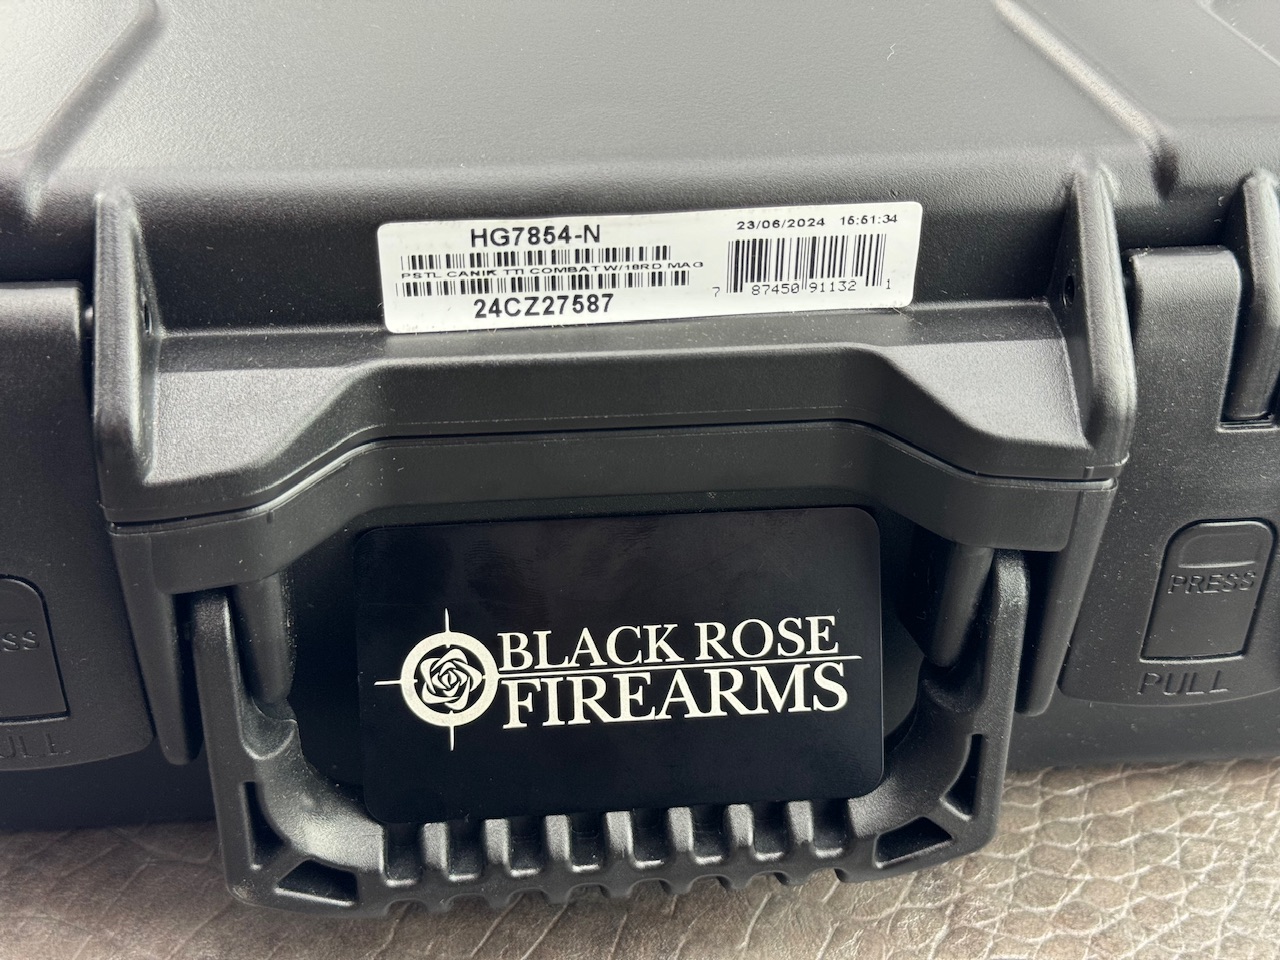 HG7854-N
PSTL CANIK TTI COMBAT W/18RD MAG
24CZ27587
23/06/2024 15:51:34
7 87450 91132 1
BLACK ROSE
FIREARMS
PRESS
PULL
SS